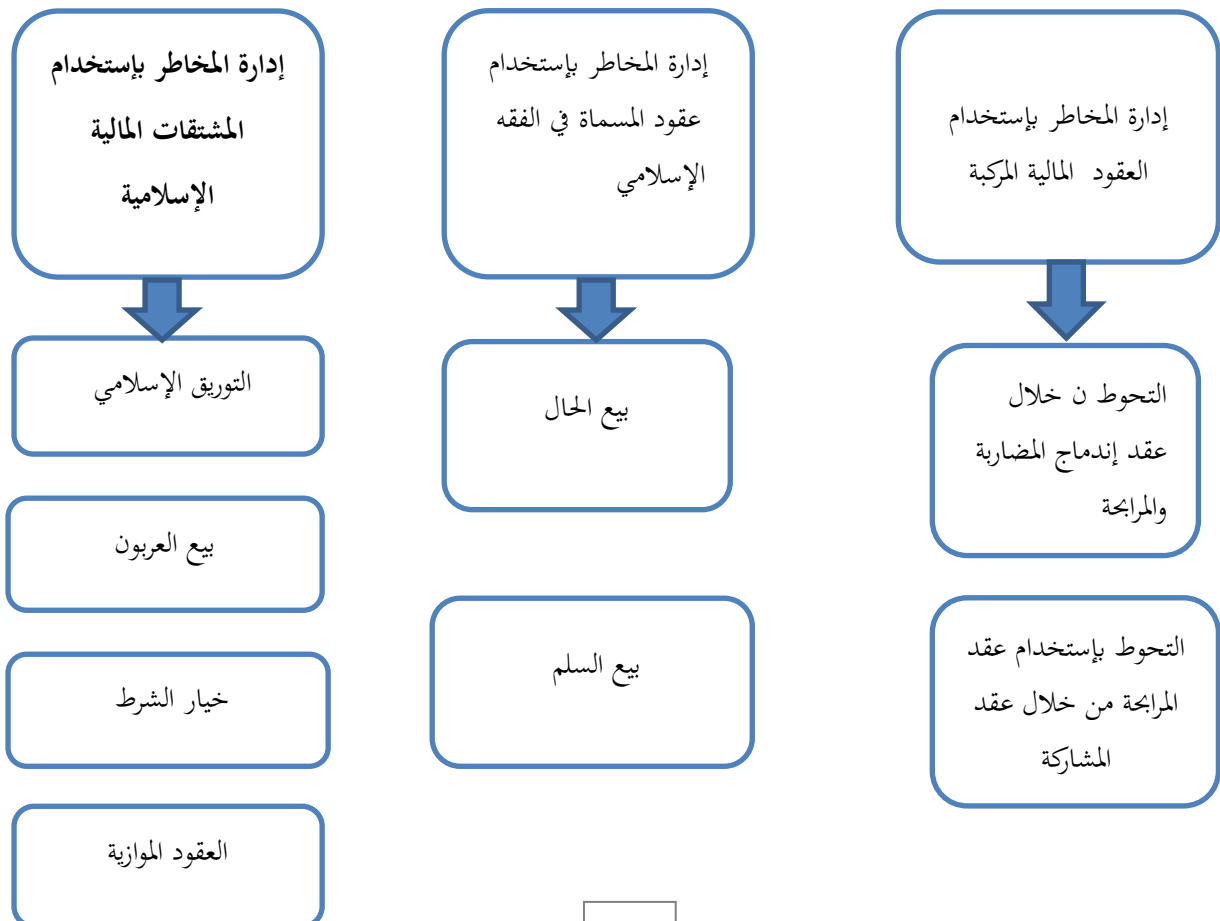 إدارة المخاطر بإستخدام
العقود المالية المركبة
التحوط ن خلال
عقد إندماج المضاربة
والمرابحة
التحوط بإستخدام عقد
المرابحة من خلال عقد
المشاركة
إدارة المخاطر بإستخدام
عقود المسماة في الفقه
الإسلامي
بيع الحال
بيع السلم
إدارة المخاطر بإستخدام
المشتقات المالية
الإسلامية
التوريق الإسلامي
بيع العربون
خيار الشرط
العقود الموازية